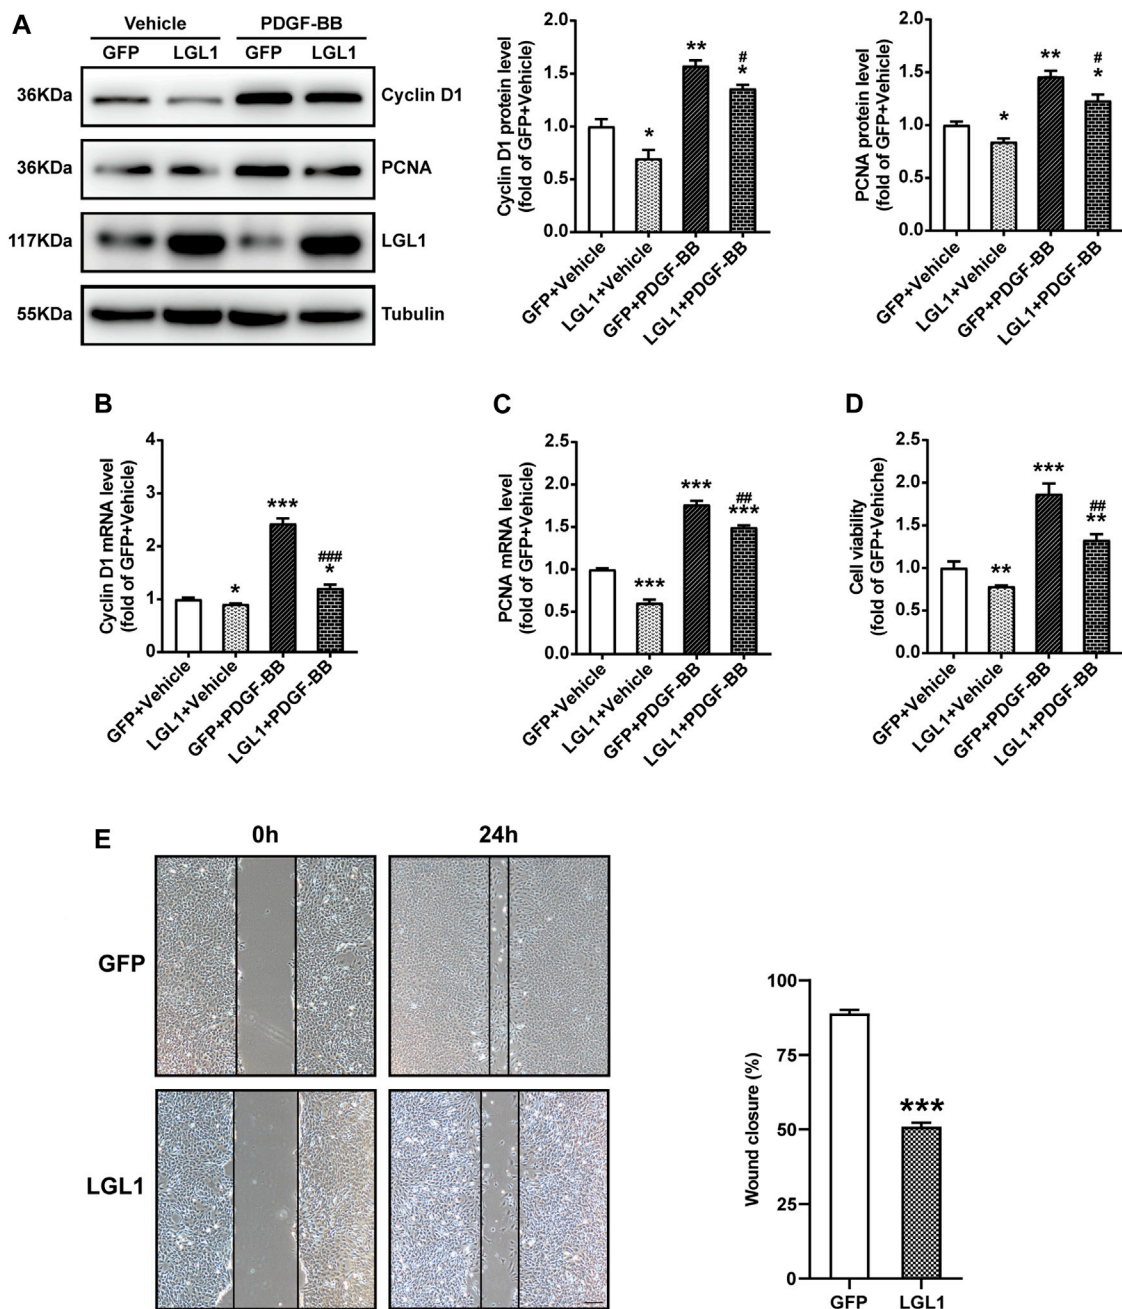 A
Vehicle PDGF-BB
GFP LGL1 GFP LGL1
36KDa Cyclin D1
36KDa PCNA
117KDa LGL1
55KDa Tubulin
Cyclin D1 protein level
(fold of GFP+Vehicle)
2.0
1.5
1.0
0.5
0.0
*
**
#
*
GFP+Vehicle
LGL1+Vehicle
GFP+PDGF-BB
LGL1+PDGF-BB
PCNA protein level
(fold of GFP+Vehicle)
2.0
1.5
1.0
0.5
0.0
*
**
#
*
GFP+Vehicle
LGL1+Vehicle
GFP+PDGF-BB
LGL1+PDGF-BB
B
Cyclin D1 mRNA level
(fold of GFP+Vehicle)
4
3
2
1
0
*
***
###
*
GFP+Vehicle
LGL1+Vehicle
GFP+PDGF-BB
LGL1+PDGF-BB
C
PCNA mRNA level
(fold of GFP+Vehicle)
2.5
2.0
1.5
1.0
0.5
0.0
***
***
##
***
GFP+Vehicle
LGL1+Vehicle
GFP+PDGF-BB
LGL1+PDGF-BB
D
Cell viability
(fold of GFP+Vehiche)
2.5
2.0
1.5
1.0
0.5
0.0
**
***
##
**
GFP+Vehicle
LGL1+Vehicle
GFP+PDGF-BB
LGL1+PDGF-BB
E
0h 24h
GFP
LGL1
Wound closure (%)
100
75
50
25
0
***
GFP LGL1